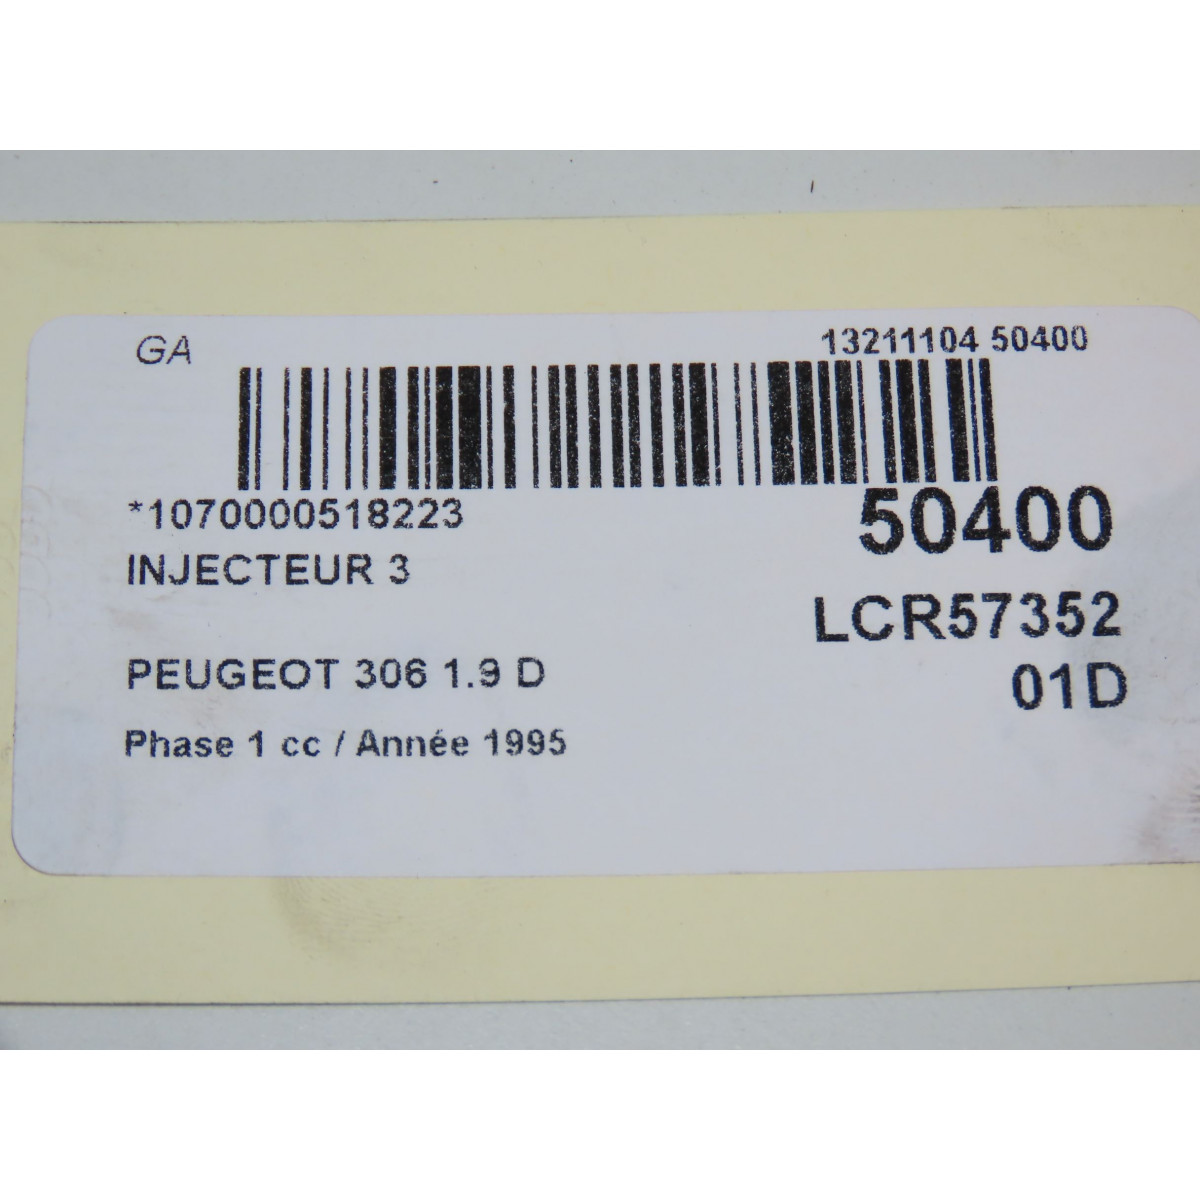 GA
13211104 50400
*1070000518223
50400
INJECTEUR 3
LCR57352
PEUGEOT 306 1.9 D
01D
Phase 1 cc / Année 1995